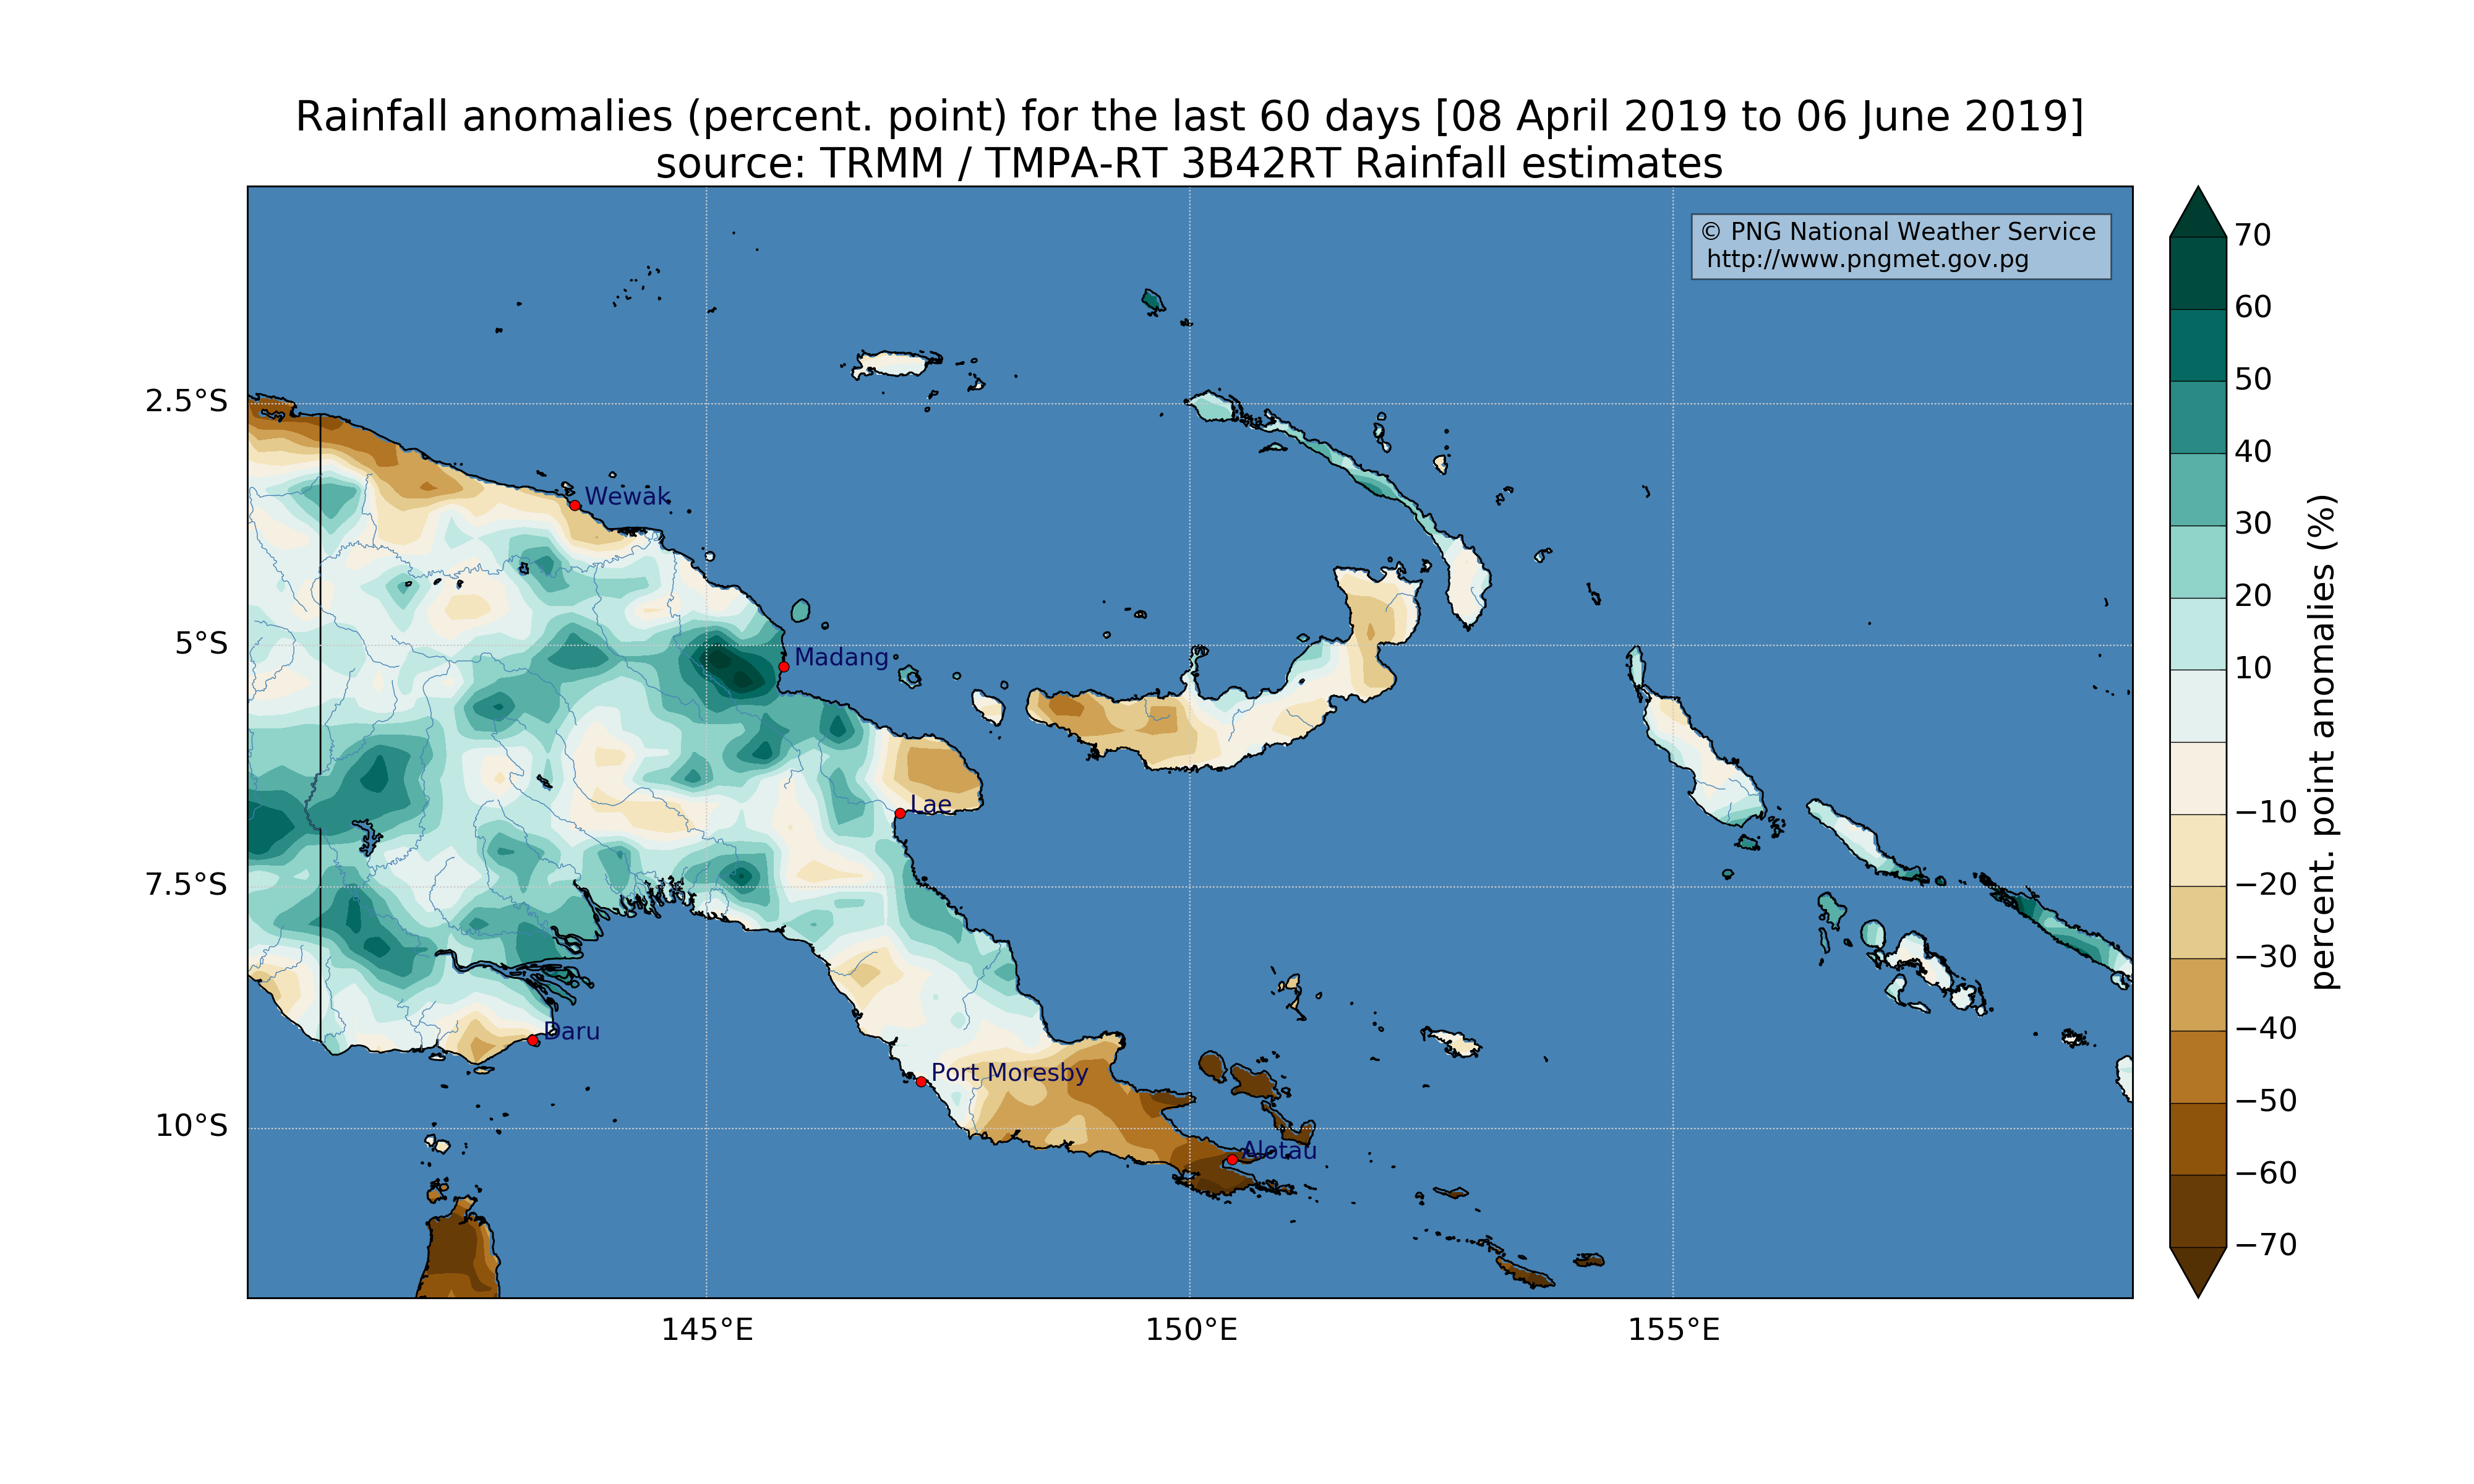 Rainfall anomalies (percent. point) for the last 60 days [08 April 2019 to 06 June 2019]
source: TRMM / TMPA-RT 3B42RT Rainfall estimates
© PNG National Weather Service
http://www.pngmet.gov.pg
2.5°S
5°S
7.5°S
10°S
145°E
150°E
155°E
Wewak
Madang
Lae
Daru
Port Moresby
Alotau
70
60
50
40
30
20
10
−10
−20
−30
−40
−50
−60
−70
percent. point anomalies (%)